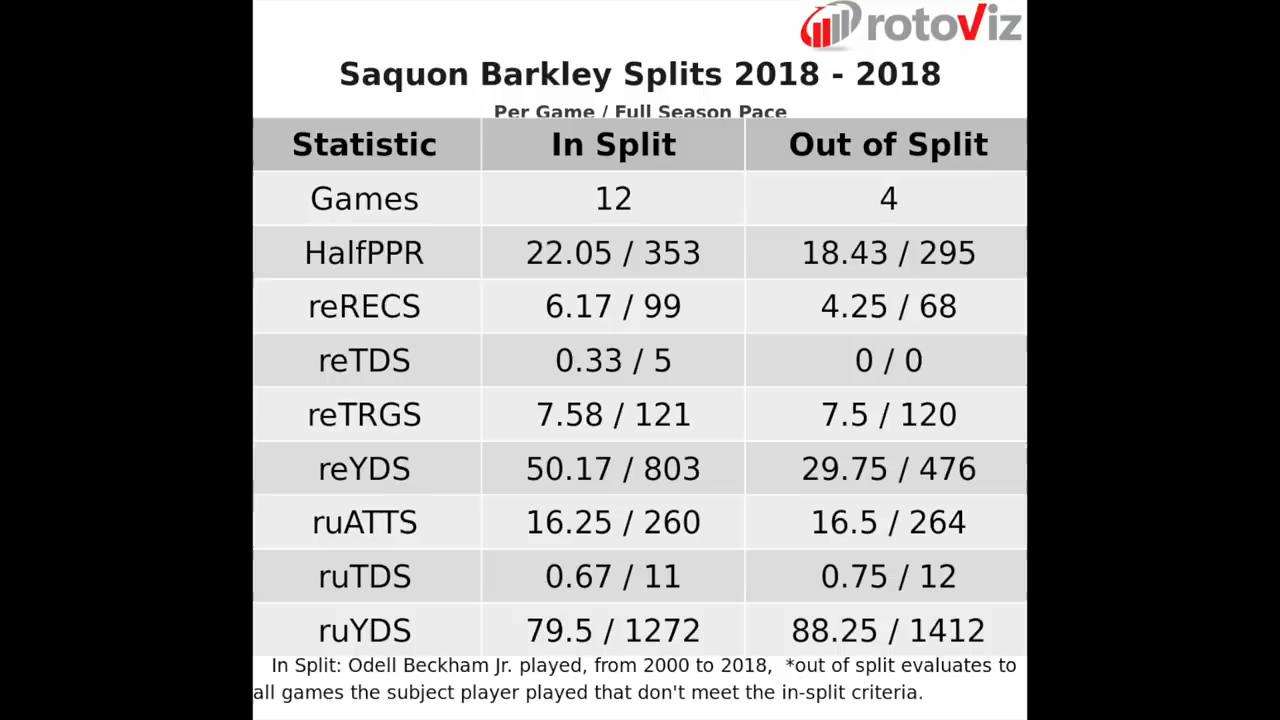 rotoViz
Saquon Barkley Splits 2018 - 2018
Per Game / Full Season Pace
Statistic In Split Out of Split
Games 12 4
HalfPPR 22.05 / 353 18.43 / 295
reRECS 6.17 / 99 4.25 / 68
reTDS 0.33 / 5 0 / 0
reTRGS 7.58 / 121 7.5 / 120
reYDS 50.17 / 803 29.75 / 476
ruATTS 16.25 / 260 16.5 / 264
ruTDS 0.67 / 11 0.75 / 12
ruYDS 79.5 / 1272 88.25 / 1412
In Split: Odell Beckham Jr. played, from 2000 to 2018, *out of split evaluates to
all games the subject player played that don't meet the in-split criteria.